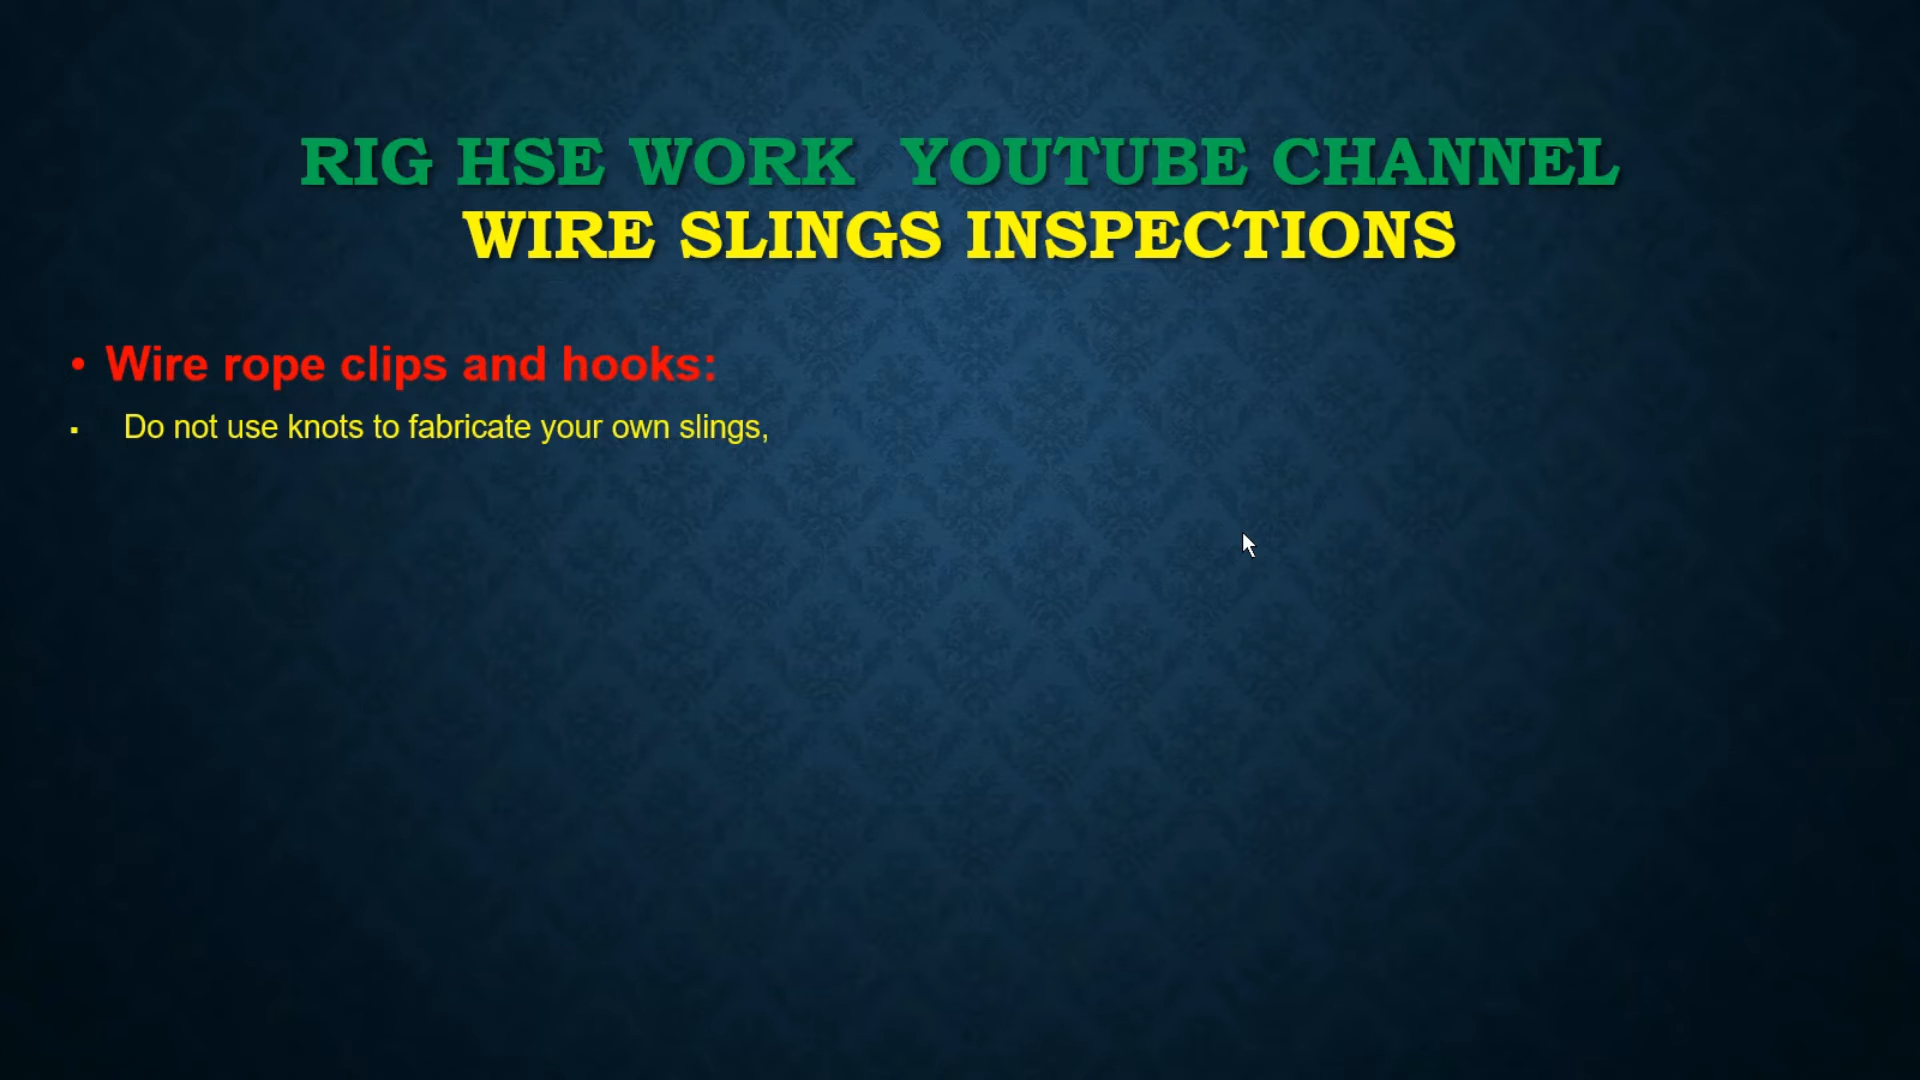 RIG HSE WORK YOUTUBE CHANNEL
WIRE SLINGS INSPECTIONS
• Wire rope clips and hooks:
▪ Do not use knots to fabricate your own slings,